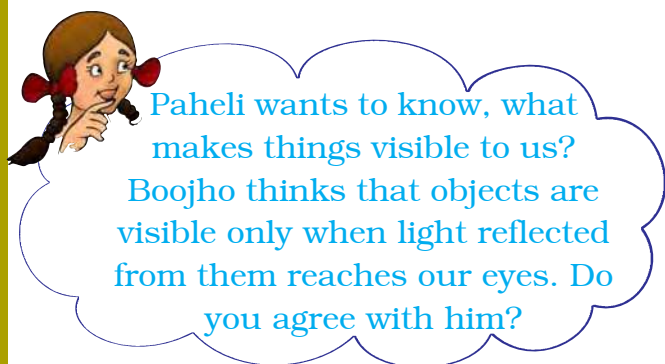 Paheli wants to know, what
makes things visible to us?
Boojho thinks that objects are
visible only when light reflected
from them reaches our eyes. Do
you agree with him?